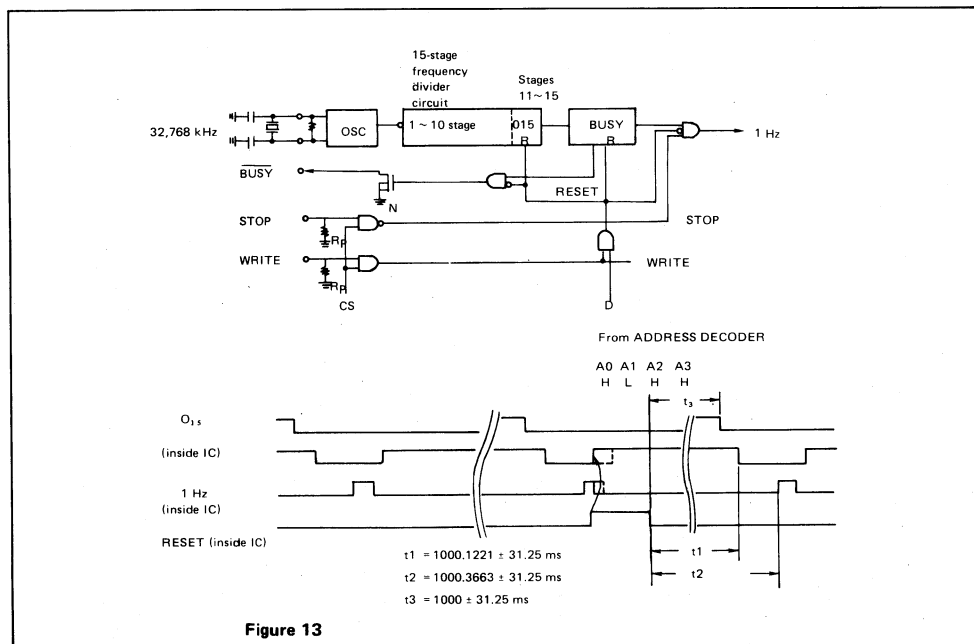 15-stage
frequency
divider
circuit
Stages
11~15
32,768 kHz
OSC
1 ~ 10 stage
015
R
BUSY
R
1 Hz
BUSY
N
RESET
STOP
RP
STOP
WRITE
RP
WRITE
CS
D
From ADDRESS DECODER
A0 A1 A2 A3
H L H H
t3
O1 s
(inside IC)
1 Hz
(inside IC)
RESET (inside IC)
t1
t2
t1 = 1000.1221 ± 31.25 ms
t2 = 1000.3663 ± 31.25 ms
t3 = 1000 ± 31.25 ms
Figure 13